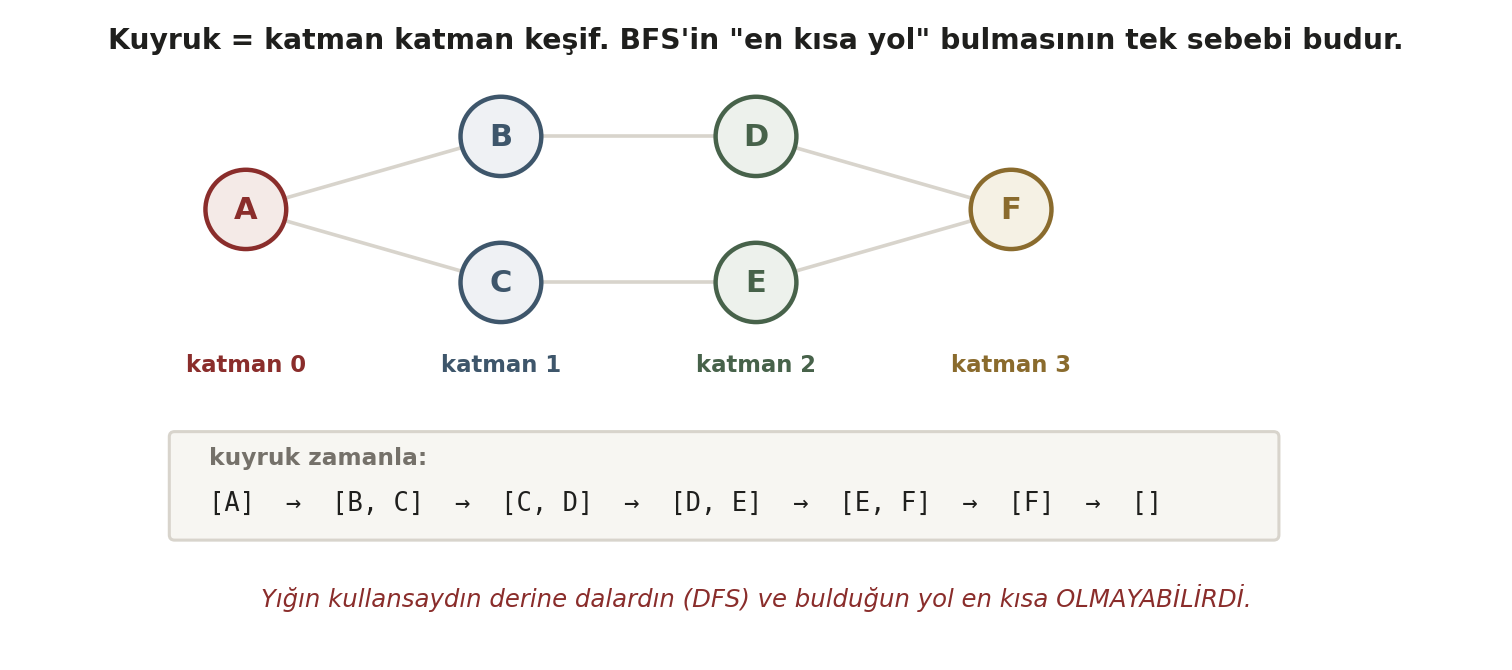 Kuyruk = katman katman keşif. BFS'in "en kısa yol" bulmasının tek sebebi budur.
B
D
A
F
C
E
katman 0
katman 1
katman 2
katman 3
kuyruk zamanla:
[A] → [B, C] → [C, D] → [D, E] → [E, F] → [F] → []
Yığın kullansaydın derine dalardın (DFS) ve bulduğun yol en kısa OLMAYABİLİRDİ.